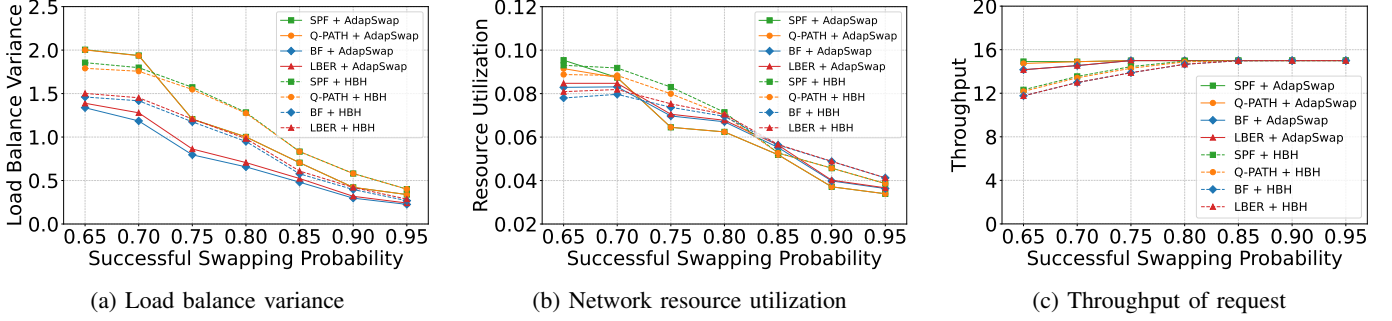 2.5
2.0
1.5
1.0
0.5
0.0
Load Balance Variance
SPF + AdapSwap
Q-PATH + AdapSwap
BF + AdapSwap
LBER + AdapSwap
SPF + HBH
Q-PATH + HBH
BF + HBH
LBER + HBH
0.65 0.70 0.75 0.80 0.85 0.90 0.95
Successful Swapping Probability
(a) Load balance variance
0.12
0.10
0.08
0.06
0.04
0.02
Resource Utilization
SPF + AdapSwap
Q-PATH + AdapSwap
BF + AdapSwap
LBER + AdapSwap
SPF + HBH
Q-PATH + HBH
BF + HBH
LBER + HBH
0.65 0.70 0.75 0.80 0.85 0.90 0.95
Successful Swapping Probability
(b) Network resource utilization
20
16
12
8
4
0
Throughput
SPF + AdapSwap
Q-PATH + AdapSwap
BF + AdapSwap
LBER + AdapSwap
SPF + HBH
Q-PATH + HBH
BF + HBH
LBER + HBH
0.65 0.70 0.75 0.80 0.85 0.90 0.95
Successful Swapping Probability
(c) Throughput of request